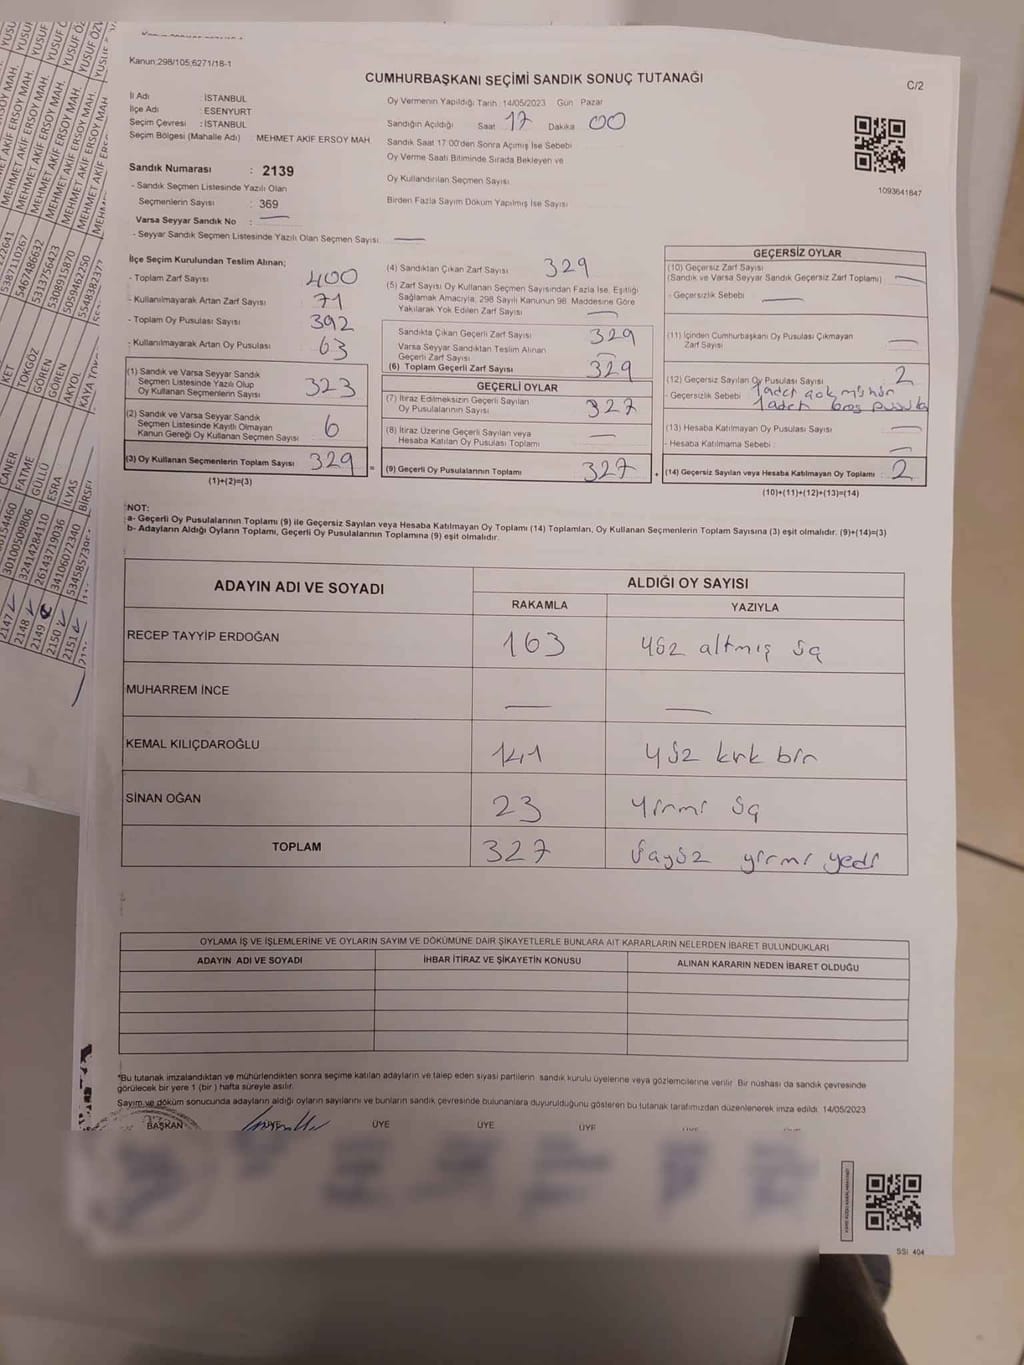 Kanun;298/105;6271/18-1
CUMHURBAŞKANI SEÇİMİ SANDIK SONUÇ TUTANAĞI
C/2
İl Adı : İSTANBUL
İlçe Adı : ESENYURT
Seçim Çevresi : İSTANBUL
Seçim Bölgesi (Mahalle Adı) MEHMET AKİF ERSOY MAH
Sandık Numarası : 2139
- Sandık Seçmen Listesinde Yazılı Olan
Seçmenlerin Sayısı : 369
Varsa Seyyar Sandık No : —
- Seyyar Sandık Seçmen Listesinde Yazılı Olan Seçmen Sayısı: —
Oy Vermenin Yapıldığı Tarih: 14/05/2023 Gün Pazar
Sandığın Açıldığı Saat 17 Dakika 00
Sandık Saat 17:00'den Sonra Açmış İse Sebebi
Oy Verme Saati Bitiminde Sırada Bekleyen ve
Oy Kullandırılan Seçmen Sayısı
Birden Fazla Sayım Döküm Yapılmış İse Sayısı
1093641847
İlçe Seçim Kurulundan Teslim Alınan;
- Toplam Zarf Sayısı : 400
- Kullanılmayarak Artan Zarf Sayısı : 71
- Toplam Oy Pusulası Sayısı : 392
- Kullanılmayarak Artan Oy Pusulası : 63
(1) Sandık ve Varsa Seyyar Sandık
Seçmen Listesinde Yazılı Olup
Oy Kullanan Seçmenlerin Sayısı : 323
(2) Sandık ve Varsa Seyyar Sandık
Seçmen Listesinde Kayıtlı Olmayan
Kanun Gereği Oy Kullanan Seçmen Sayısı : 6
(3) Oy Kullanan Seçmenlerin Toplam Sayısı : 329
(1)+(2)=(3)
(4) Sandıktan Çıkan Zarf Sayısı 329
(5) Zarf Sayısı Oy Kullanan Seçmen Sayısından Fazla İse, Eşitliği
Sağlamak Amacıyla, 298 Sayılı Kanunun 98. Maddesine Göre
Yakılarak Yok Edilen Zarf Sayısı : —
Sandıkta Çıkan Geçerli Zarf Sayısı : 329
Varsa Seyyar Sandıktan Teslim Alınan
Geçerli Zarf Sayısı : —
(6) Toplam Geçerli Zarf Sayısı : 329
GEÇERLİ OYLAR
(7) İtiraz Edilmeksizin Geçerli Sayılan
Oy Pusulalarının Sayısı : 327
(8) İtiraz Üzerine Geçerli Sayılan veya
Hesaba Katılan Oy Pusulası Toplamı : —
= (9) Geçerli Oy Pusulalarının Toplamı : 327
GEÇERSİZ OYLAR
(10) Geçersiz Zarf Sayısı
(Sandık ve Varsa Seyyar Sandık Geçersiz Zarf Toplamı) : —
- Geçersizlik Sebebi : —
(11) İçinden Cumhurbaşkanı Oy Pusulası Çıkmayan
Zarf Sayısı : —
(12) Geçersiz Sayılan Oy Pusulası Sayısı : 2
- Geçersizlik Sebebi 1 adet çok mühür
1 adet boş pusula
(13) Hesaba Katılmayan Oy Pusulası Sayısı : —
- Hesaba Katılmama Sebebi : —
+ (14) Geçersiz Sayılan veya Hesaba Katılmayan Oy Toplamı : 2
(10)+(11)+(12)+(13)=(14)
NOT:
a- Geçerli Oy Pusulalarının Toplamı (9) ile Geçersiz Sayılan veya Hesaba Katılmayan Oy Toplamı (14) Toplamları, Oy Kullanan Seçmenlerin Toplam Sayısına (3) eşit olmalıdır. (9)+(14)=(3)
b- Adayların Aldığı Oyların Toplamı, Geçerli Oy Pusulalarının Toplamına (9) eşit olmalıdır.
ADAYIN ADI VE SOYADI
ALDIĞI OY SAYISI
RAKAMLA YAZIYLA
RECEP TAYYİP ERDOĞAN 163 yüz altmış üç
MUHARREM İNCE — —
KEMAL KILIÇDAROĞLU 141 yüz kırk bir
SİNAN OĞAN 23 yirmi üç
TOPLAM 327 üçyüz yirmi yedi
OYLAMA İŞ VE İŞLEMLERİNE VE OYLARIN SAYIM VE DÖKÜMÜNE DAİR ŞİKAYETLERLE BUNLARA AİT KARARLARIN NELERDEN İBARET BULUNDUKLARI
ADAYIN ADI VE SOYADI İHBAR İTİRAZ VE ŞİKAYETİN KONUSU ALINAN KARARIN NEDEN İBARET OLDUĞU
*Bu tutanak imzalandıktan ve mühürlendikten sonra seçime katılan adayların ve talep eden siyasi partilerin sandık kurulu üyelerine veya gözlemcilerine verilir. Bir nüshası da sandık çevresinde
görülecek bir yere 1 (bir) hafta süreyle asılır.
Sayım ve döküm sonucunda adayların aldığı oyların sayılarını ve bunların sandık çevresinde bulunanlara duyurulduğunu gösteren bu tutanak tarafımızdan düzenlenerek imza edildi. 14/05/2023
BAŞKAN ÜYE ÜYE ÜYE ÜYE
SSİ 404